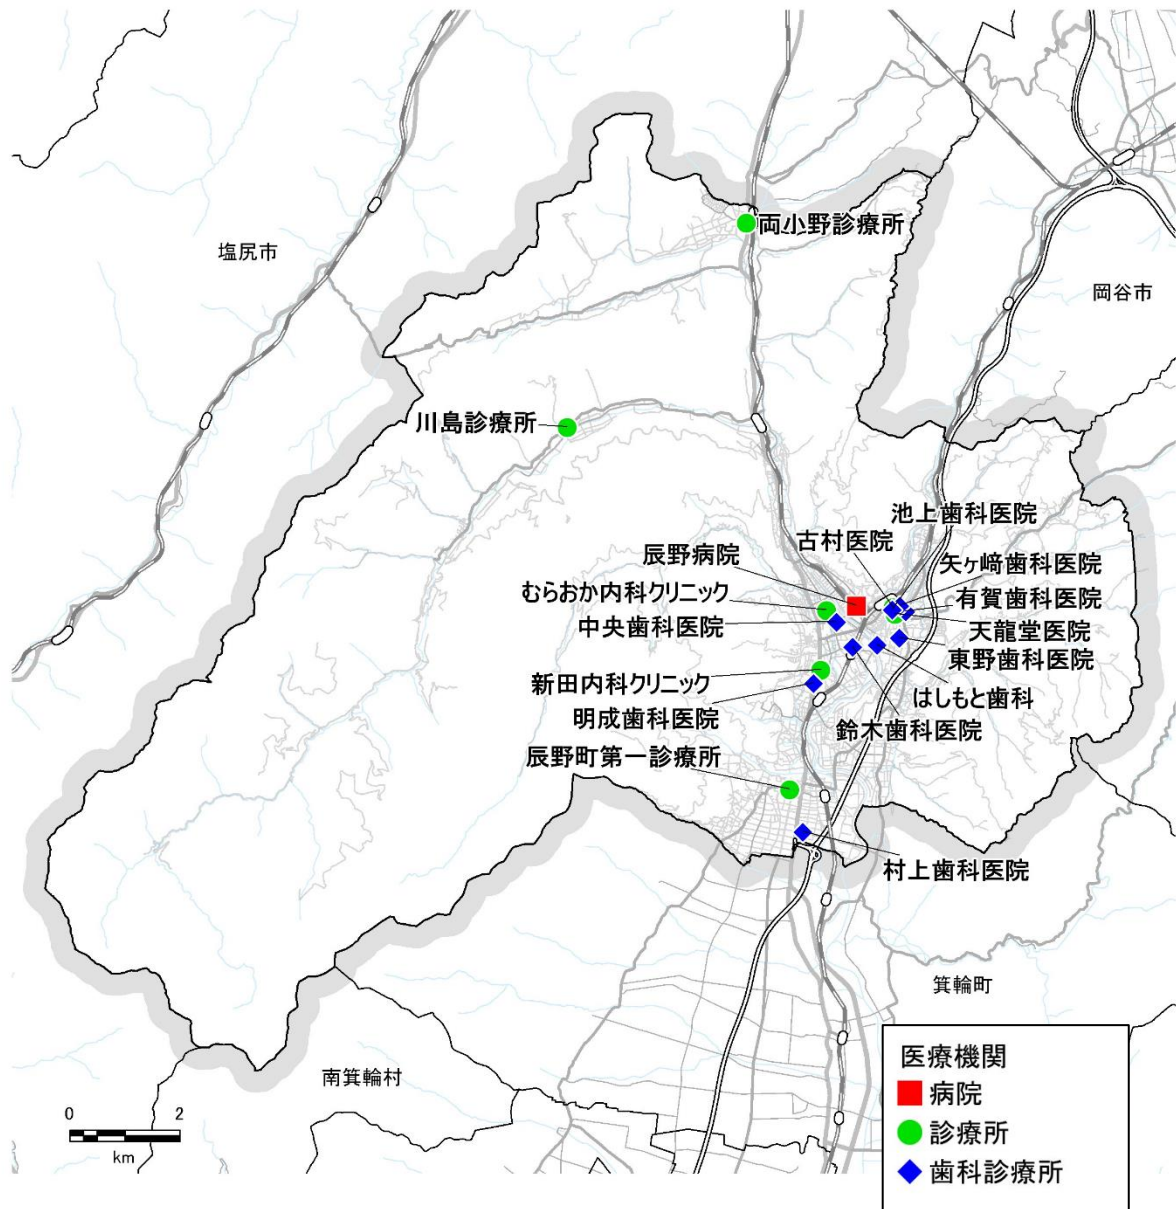 両小野診療所
塩尻市
岡谷市
川島診療所
池上歯科医院
古村医院
辰野病院
矢ヶ﨑歯科医院
むらおか内科クリニック
有賀歯科医院
中央歯科医院
天龍堂医院
東野歯科医院
新田内科クリニック
はしもと歯科
明成歯科医院
鈴木歯科医院
辰野町第一診療所
村上歯科医院
箕輪町
南箕輪村
0 2
km
医療機関
病院
診療所
歯科診療所